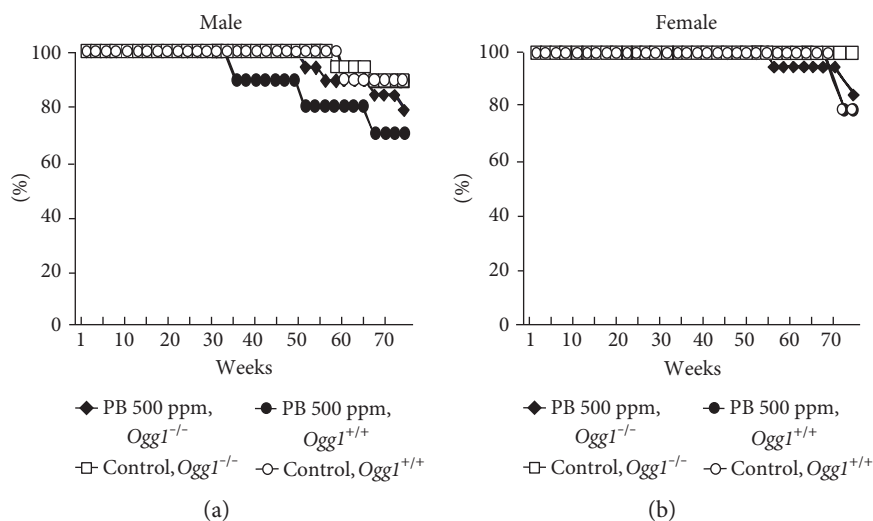 Male
100
80
60
40
20
0
(%)
1 10 20 30 40 50 60 70
Weeks
PB 500 ppm, Ogg1⁻/⁻
PB 500 ppm, Ogg1⁺/⁺
Control, Ogg1⁻/⁻
Control, Ogg1⁺/⁺
(a)
Female
100
80
60
40
20
0
(%)
1 10 20 30 40 50 60 70
Weeks
PB 500 ppm, Ogg1⁻/⁻
PB 500 ppm, Ogg1⁺/⁺
Control, Ogg1⁻/⁻
Control, Ogg1⁺/⁺
(b)